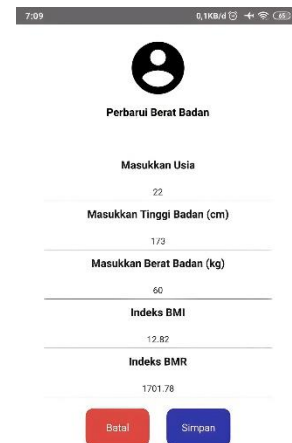 7:09 0,1KB/d 65
Perbarui Berat Badan
Masukkan Usia
22
Masukkan Tinggi Badan (cm)
173
Masukkan Berat Badan (kg)
60
Indeks BMI
12.82
Indeks BMR
1701.78
Batal Simpan